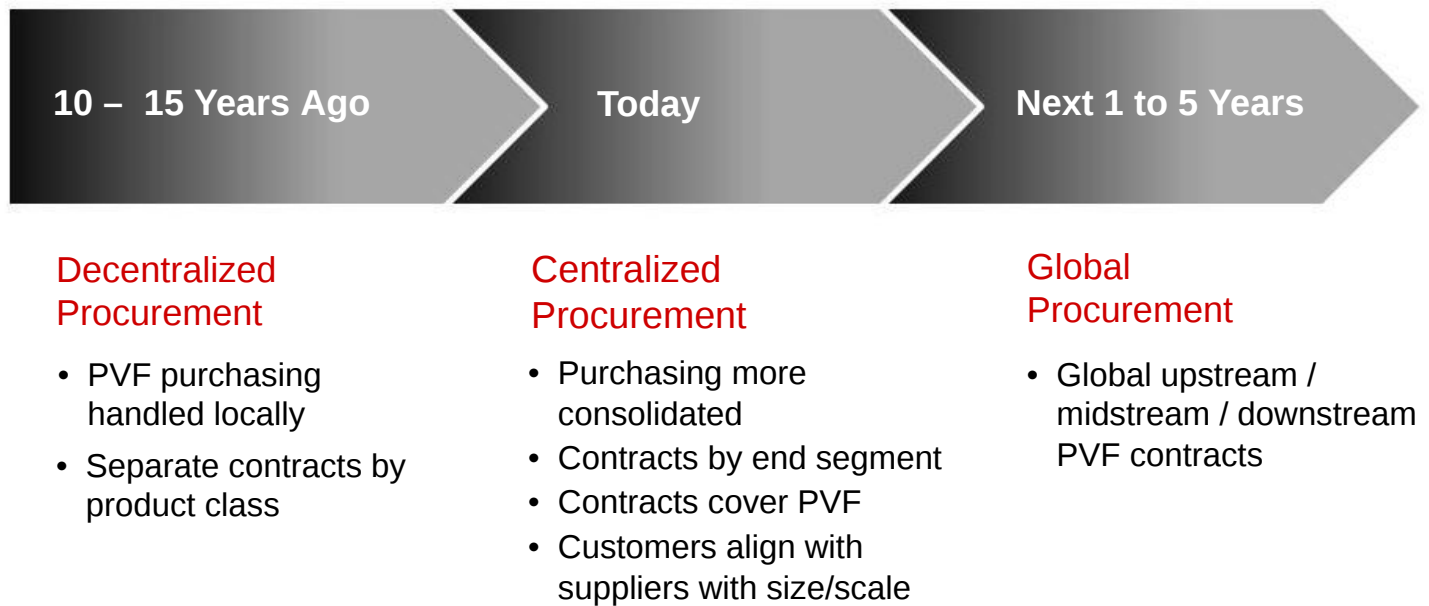 10 – 15 Years Ago
Today
Next 1 to 5 Years
Decentralized
Procurement
• PVF purchasing
handled locally
• Separate contracts by
product class
Centralized
Procurement
• Purchasing more
consolidated
• Contracts by end segment
• Contracts cover PVF
• Customers align with
suppliers with size/scale
Global
Procurement
• Global upstream /
midstream / downstream
PVF contracts